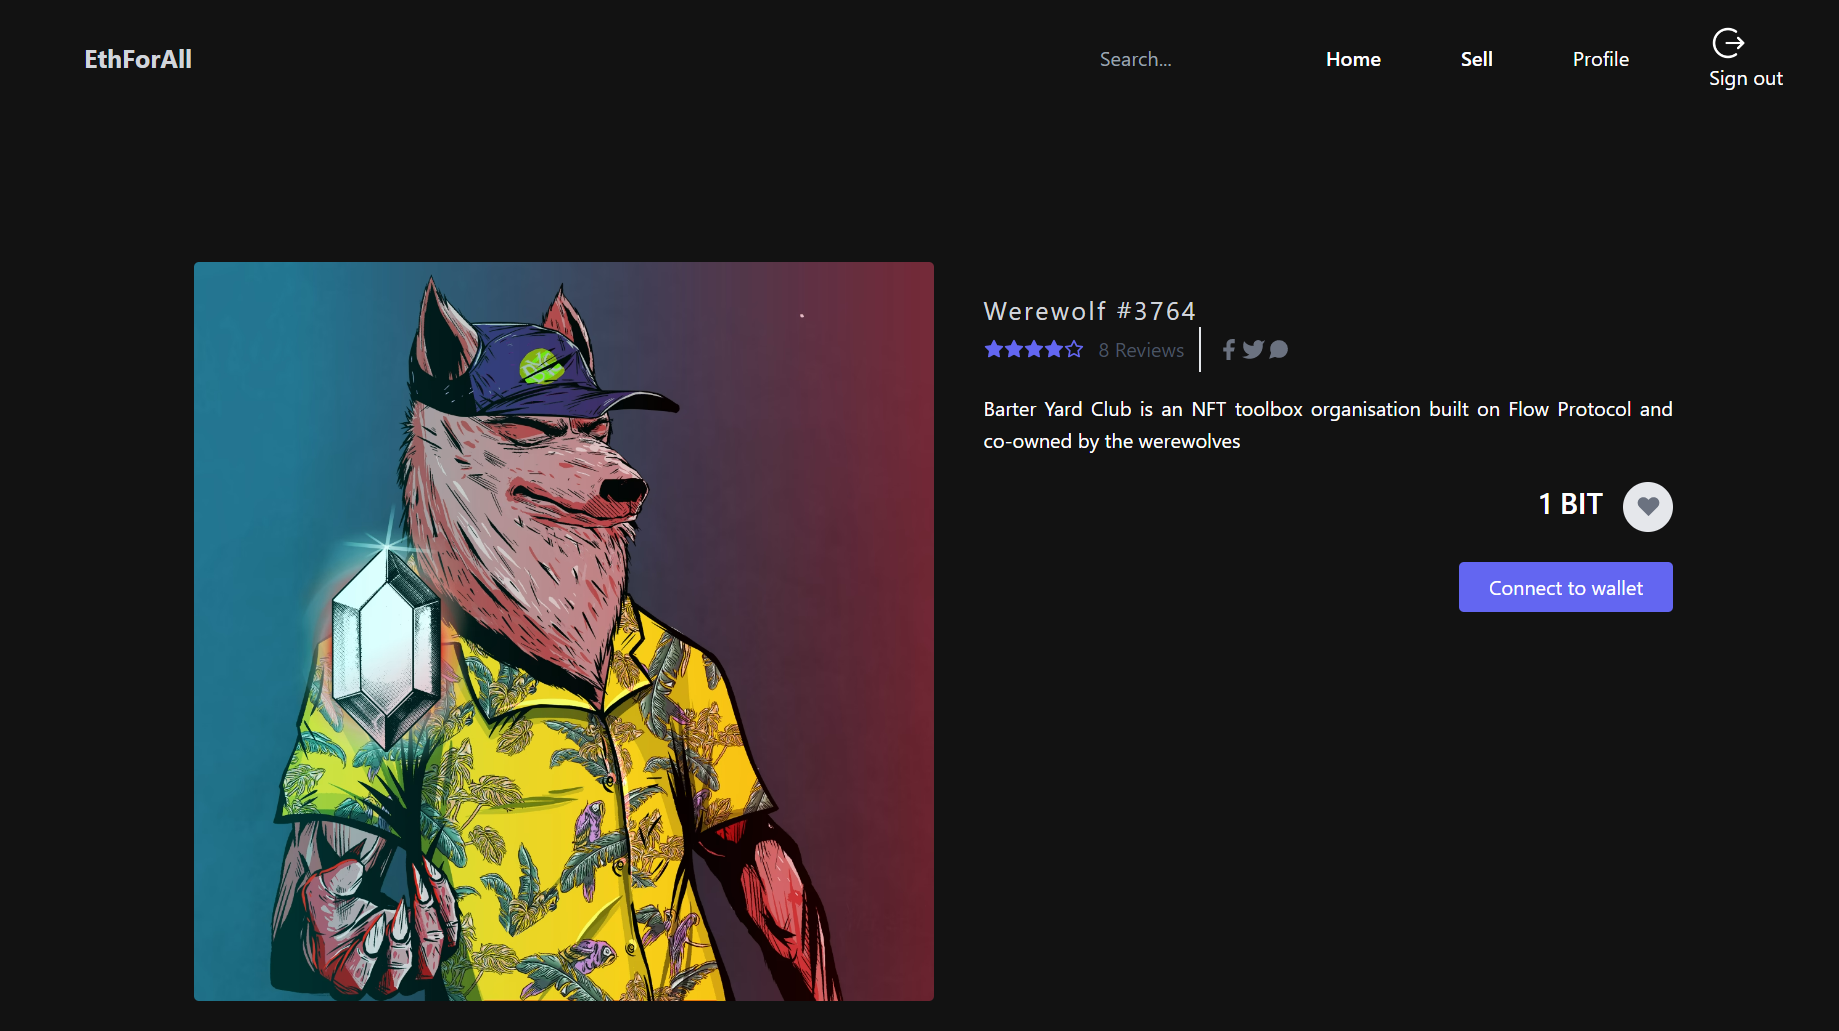 EthForAll
Search...
Home
Sell
Profile
Sign out
Werewolf #3764
8 Reviews
Barter Yard Club is an NFT toolbox organisation built on Flow Protocol and
co-owned by the werewolves
1 BIT
Connect to wallet